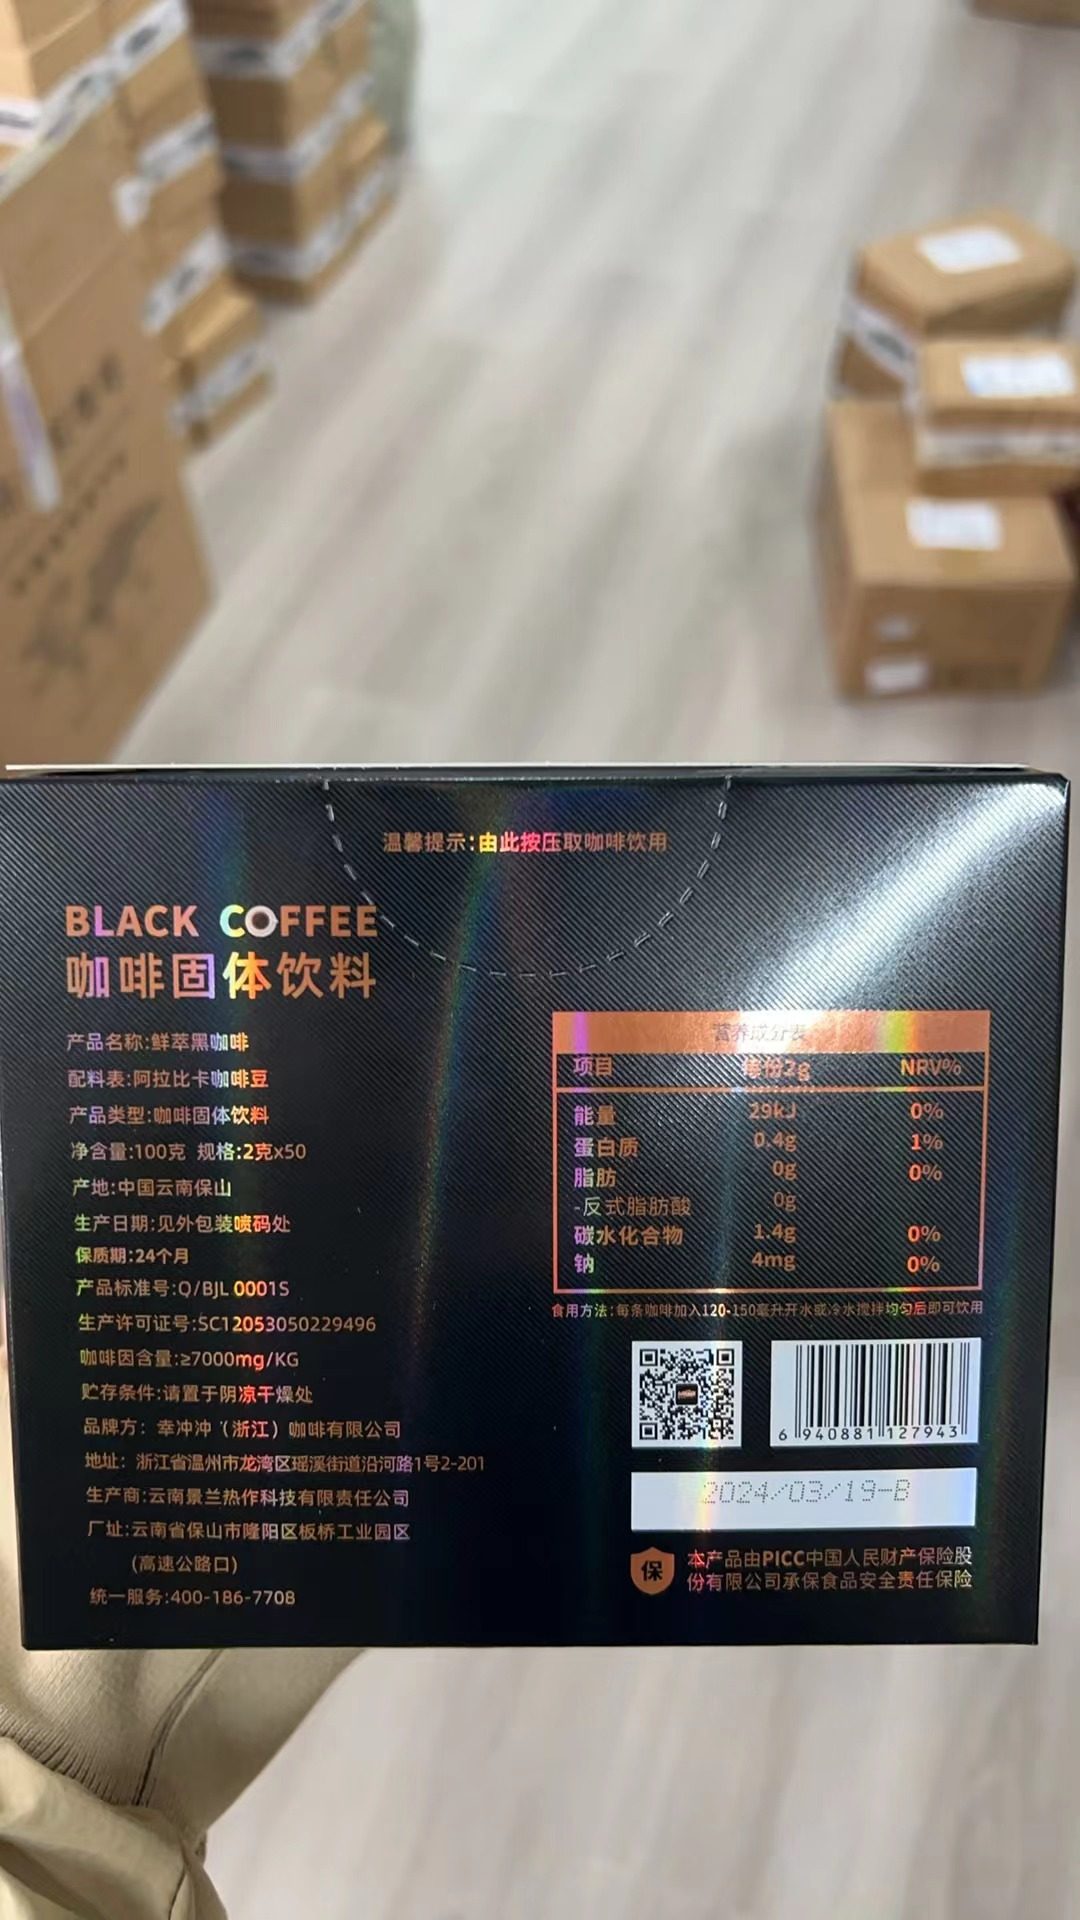 温馨提示:由此按压取咖啡饮用
BLACK COFFEE
咖啡固体饮料
产品名称:鲜萃黑咖啡
配料表:阿拉比卡咖啡豆
产品类型:咖啡固体饮料
净含量:100克 规格:2克x50
产地:中国云南保山
生产日期:见外包装喷码处
保质期:24个月
产品标准号:Q/BJL 0001S
生产许可证号:SC12053050229496
咖啡因含量:≥7000mg/KG
贮存条件:请置于阴凉干燥处
品牌方: 幸冲冲（浙江）咖啡有限公司
地址: 浙江省温州市龙湾区瑶溪街道沿河路1号2-201
生产商:云南景兰热作科技有限责任公司
厂址:云南省保山市隆阳区板桥工业园区
(高速公路口)
统一服务:400-186-7708
营养成分表
项目 每份2g NRV%
能量 29kJ 0%
蛋白质 0.4g 1%
脂肪 0g 0%
-反式脂肪酸 0g
碳水化合物 1.4g 0%
钠 4mg 0%
食用方法:每条咖啡加入120-150毫升开水或冷水搅拌均匀后即可饮用
6 940881 127943
2024/03/19-B
保
本产品由PICC中国人民财产保险股
份有限公司承保食品安全责任保险